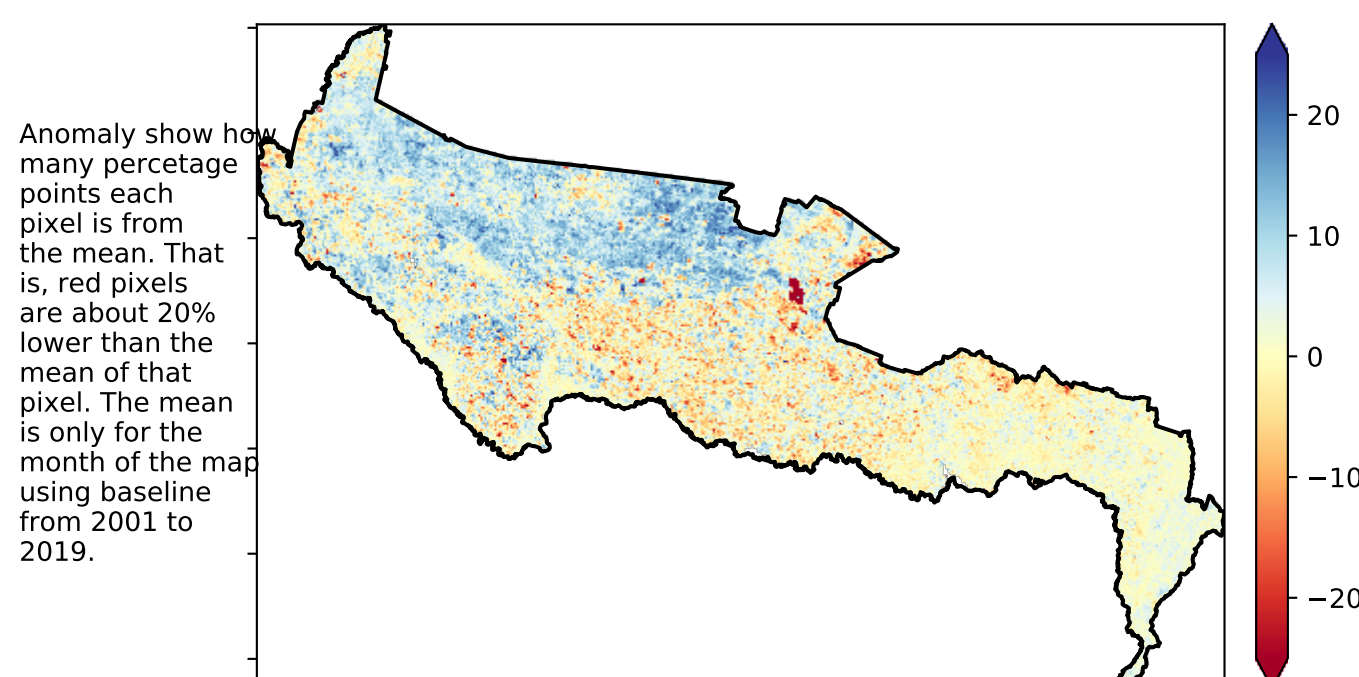 Anomaly show how
many percetage
points each
pixel is from
the mean. That
is, red pixels
are about 20%
lower than the
mean of that
pixel. The mean
is only for the
month of the map
using baseline
from 2001 to
2019.
20
10
0
−10
−20